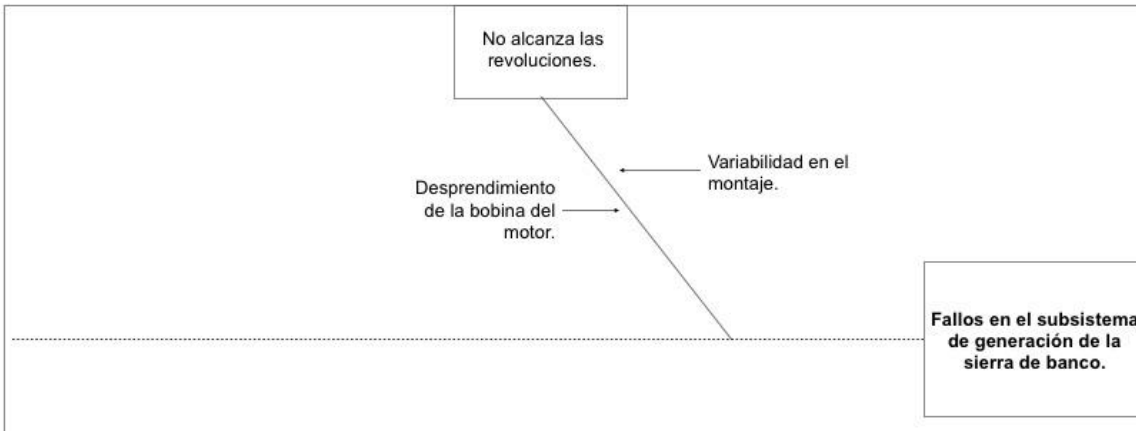 No alcanza las
revoluciones.
Variabilidad en el
montaje.
Desprendimiento
de la bobina del
motor.
Fallos en el subsistema
de generación de la
sierra de banco.